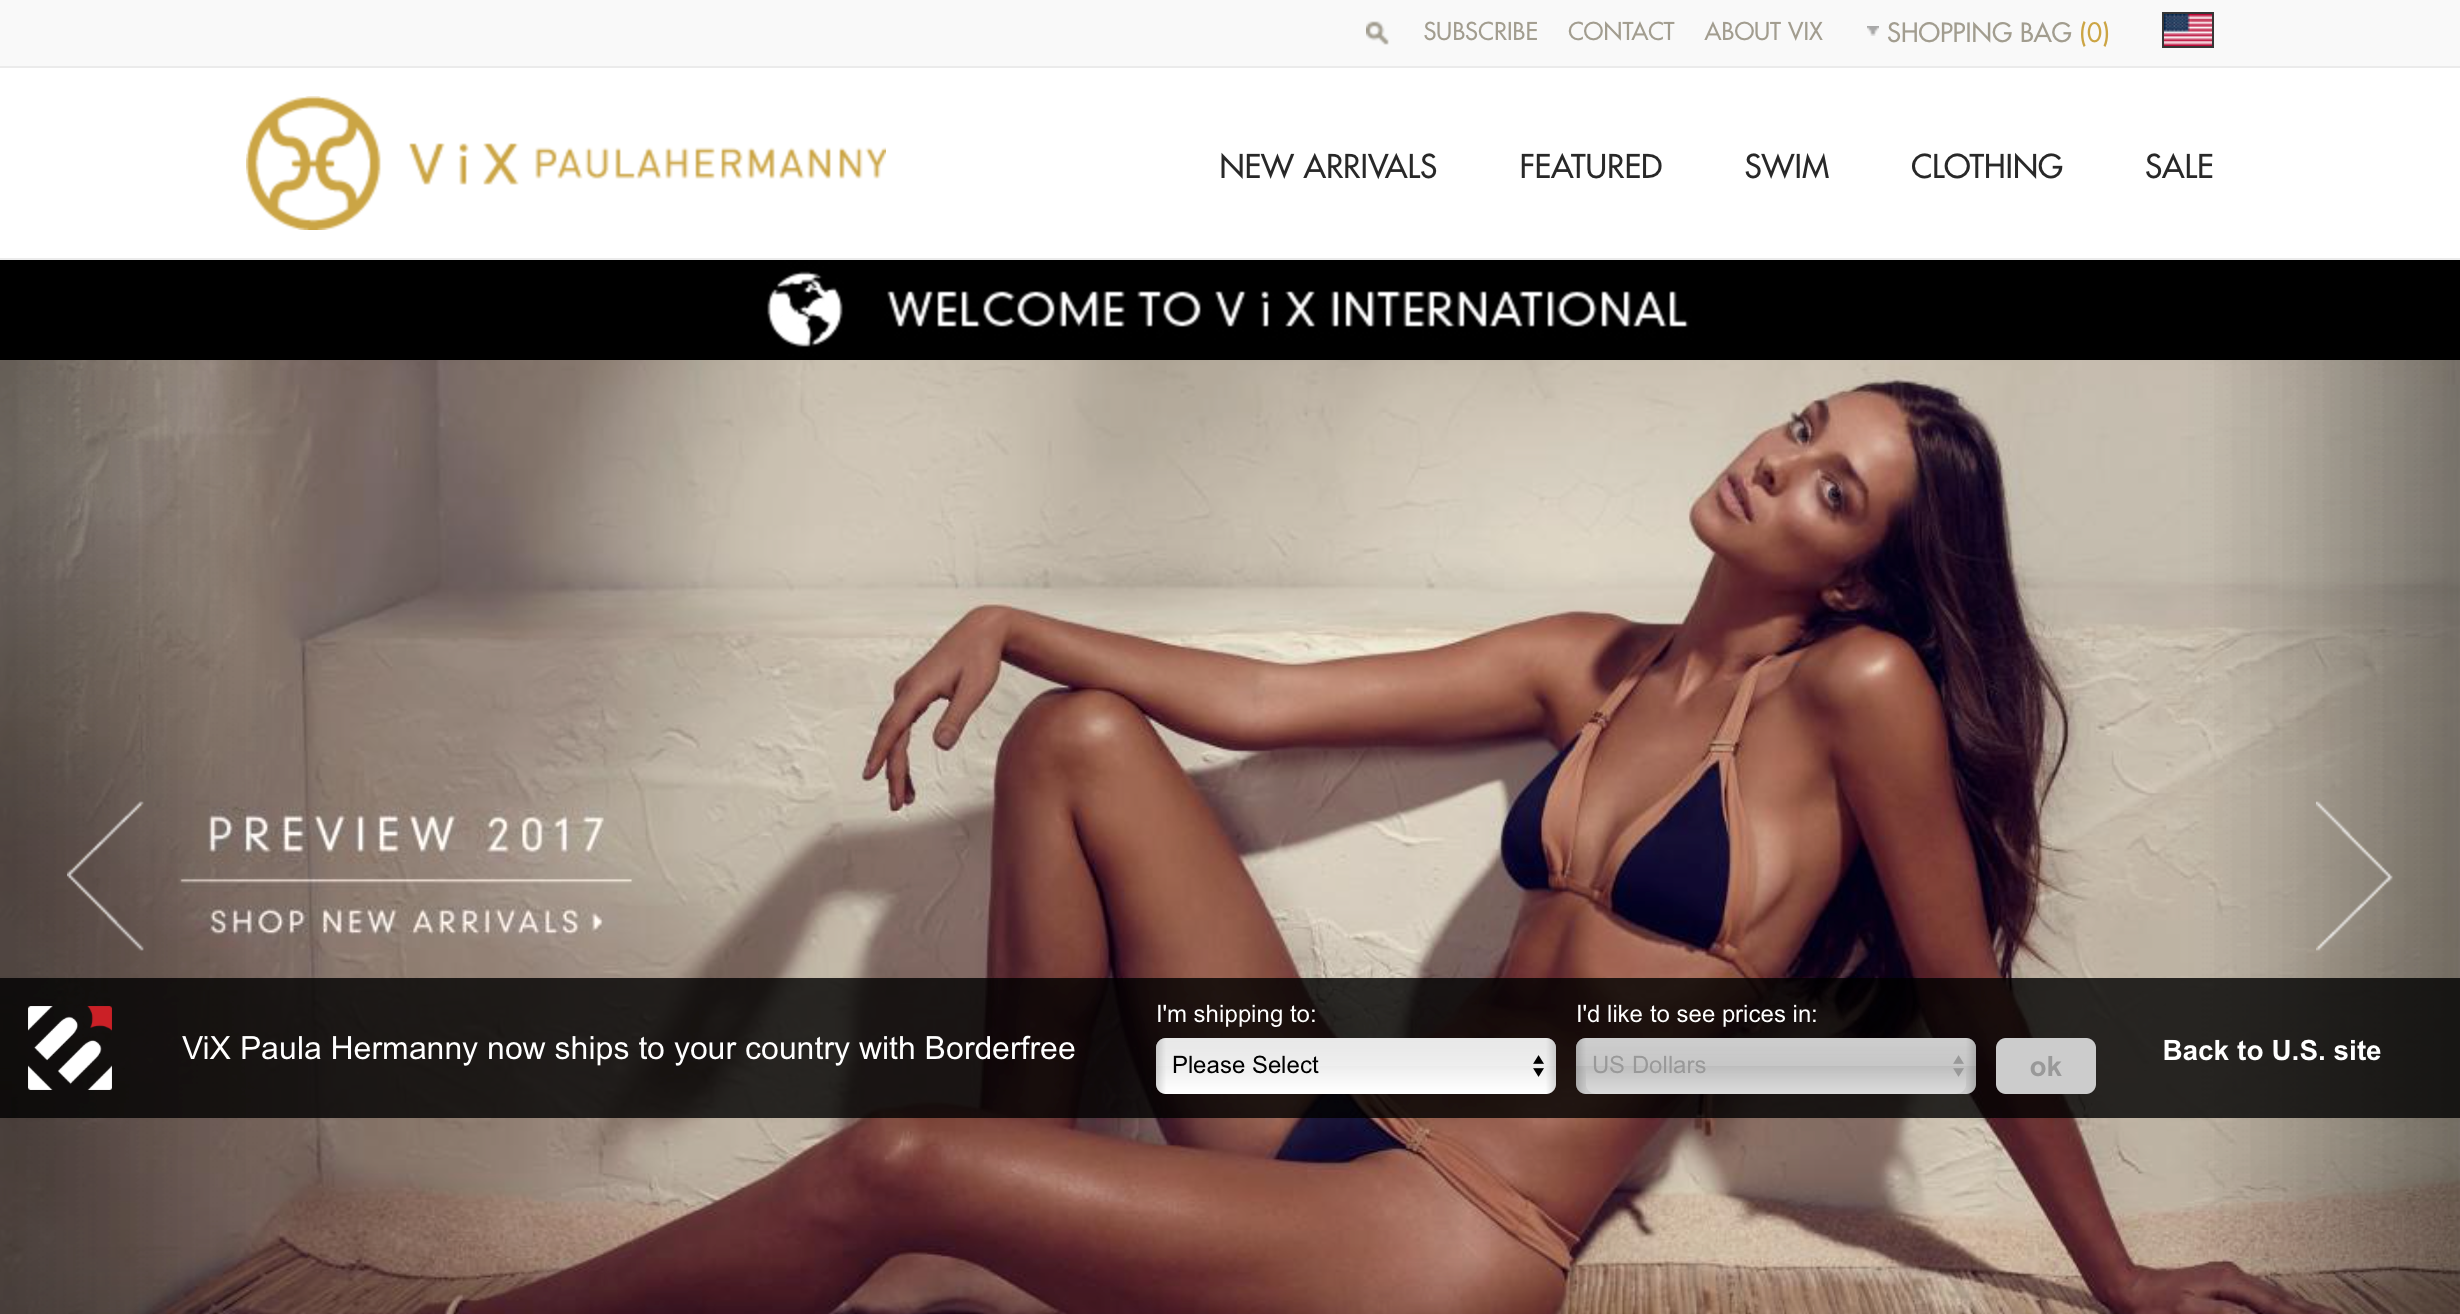 SUBSCRIBE CONTACT ABOUT VIX SHOPPING BAG (0)
ViX PAULAHERMANNY
NEW ARRIVALS FEATURED SWIM CLOTHING SALE
WELCOME TO V i X INTERNATIONAL
PREVIEW 2017
SHOP NEW ARRIVALS
ViX Paula Hermanny now ships to your country with Borderfree
I'm shipping to:
Please Select
I'd like to see prices in:
US Dollars
ok
Back to U.S. site